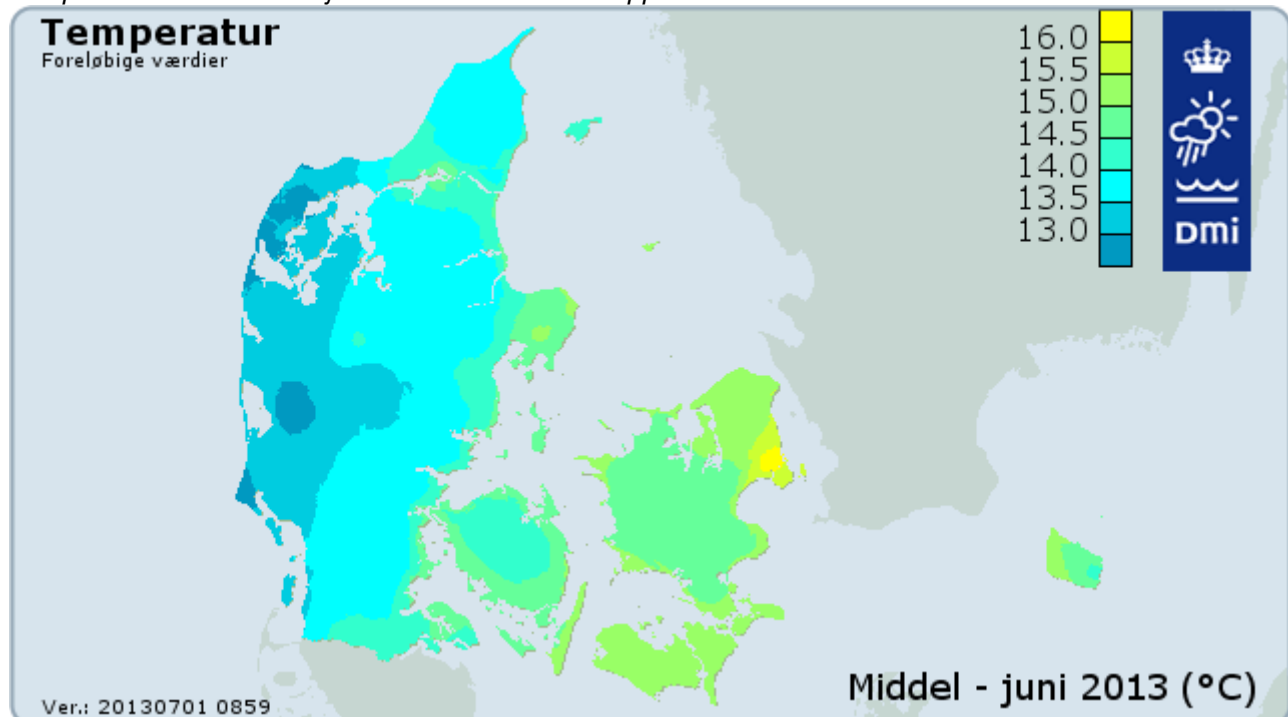 Temperatur
Foreløbige værdier
16.0
15.5
15.0
14.5
14.0
13.5
13.0
DMi
Middel - juni 2013 (°C)
Ver.: 20130701 0859